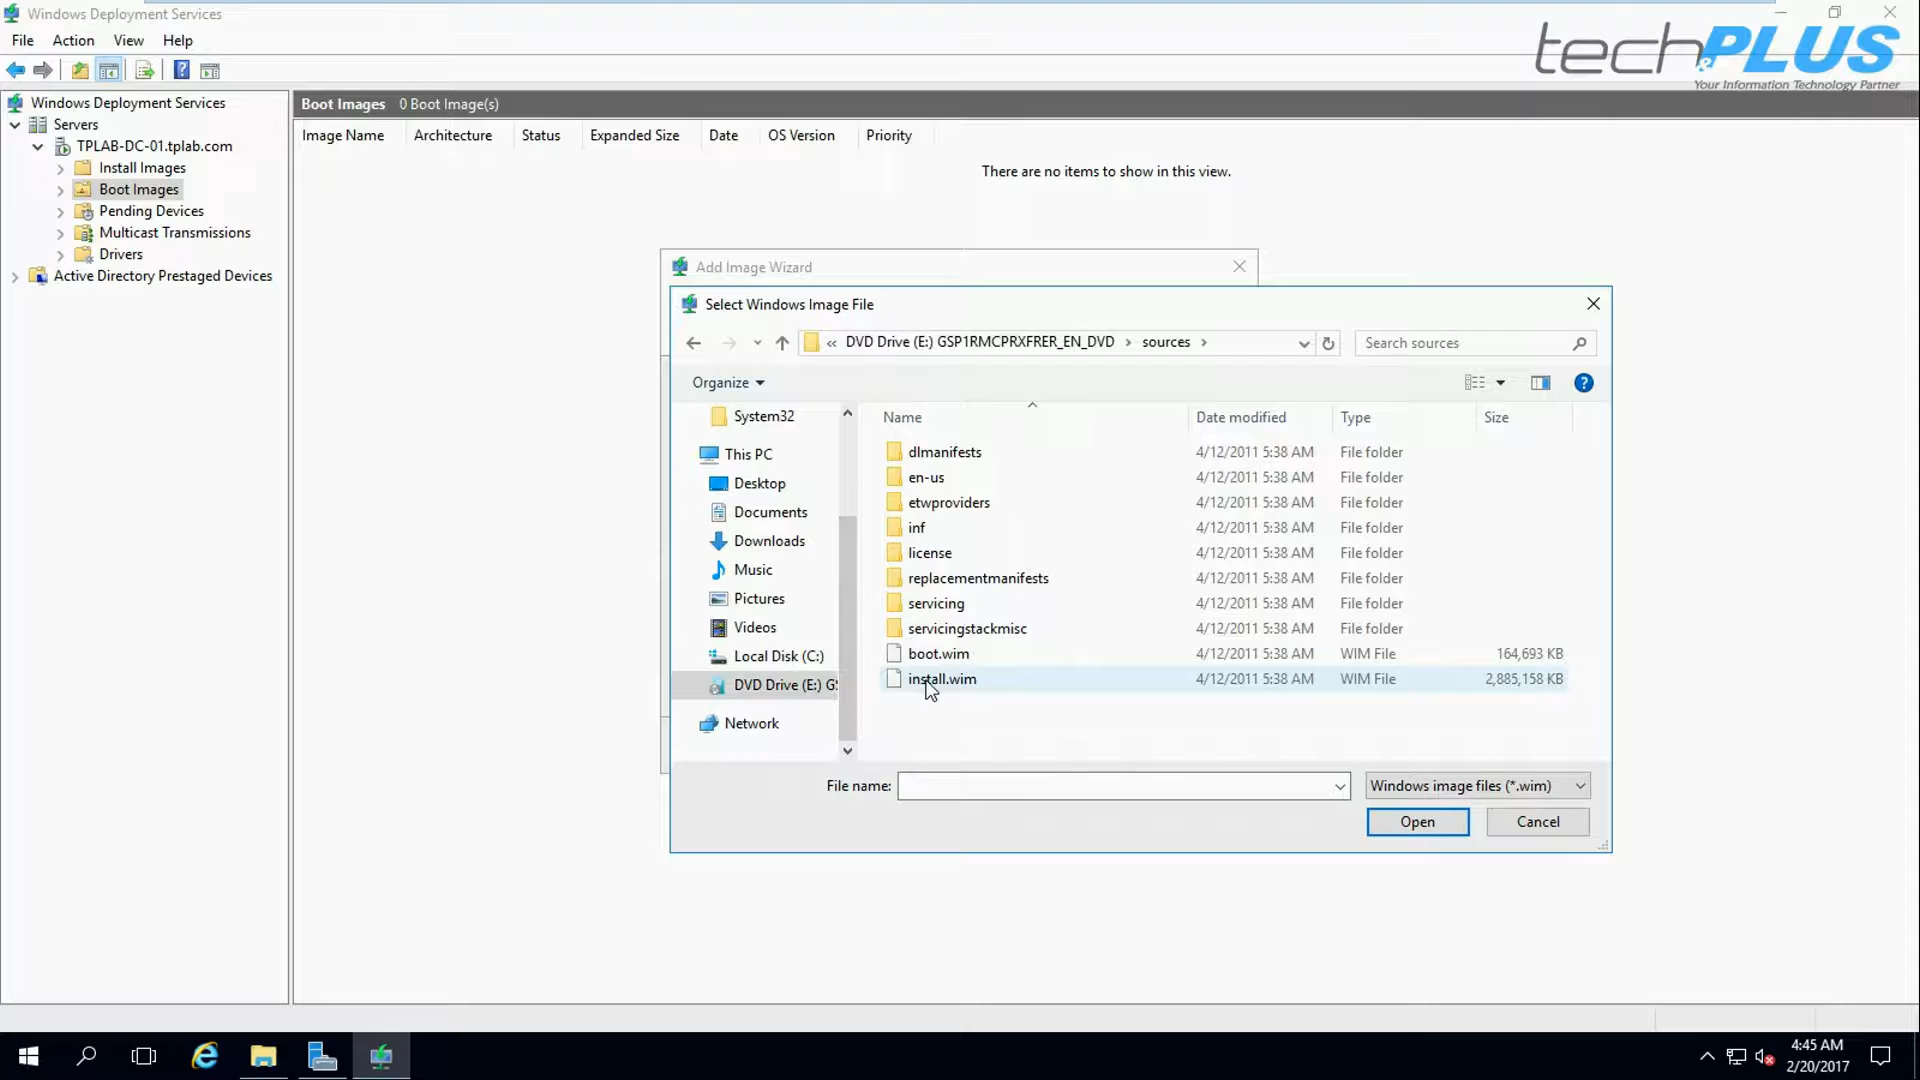 Windows Deployment Services
File Action View Help
tech&PLUS
Your Information Technology Partner
Windows Deployment Services
Servers
TPLAB-DC-01.tplab.com
Install Images
Boot Images
Pending Devices
Multicast Transmissions
Drivers
Active Directory Prestaged Devices
Boot Images 0 Boot Image(s)
Image Name Architecture Status Expanded Size Date OS Version Priority
There are no items to show in this view.
Add Image Wizard
Select Windows Image File
« DVD Drive (E:) GSP1RMCPRXFRER_EN_DVD › sources ›
Search sources
Organize
System32
This PC
Desktop
Documents
Downloads
Music
Pictures
Videos
Local Disk (C:)
DVD Drive (E:) GS
Network
Name Date modified Type Size
dlmanifests 4/12/2011 5:38 AM File folder
en-us 4/12/2011 5:38 AM File folder
etwproviders 4/12/2011 5:38 AM File folder
inf 4/12/2011 5:38 AM File folder
license 4/12/2011 5:38 AM File folder
replacementmanifests 4/12/2011 5:38 AM File folder
servicing 4/12/2011 5:38 AM File folder
servicingstackmisc 4/12/2011 5:38 AM File folder
boot.wim 4/12/2011 5:38 AM WIM File 164,693 KB
install.wim 4/12/2011 5:38 AM WIM File 2,885,158 KB
File name:
Windows image files (*.wim)
Open Cancel
4:45 AM
2/20/2017